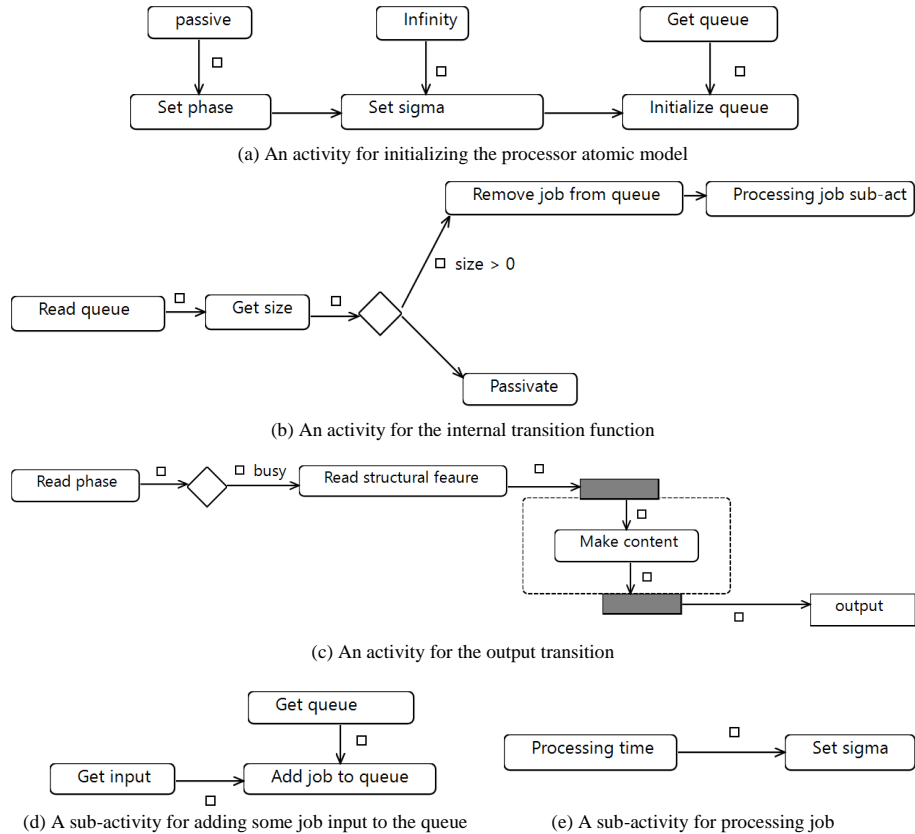 passive
Infinity
Get queue
Set phase
Set sigma
Initialize queue
(a) An activity for initializing the processor atomic model
Remove job from queue
Processing job sub-act
size > 0
Read queue
Get size
Passivate
(b) An activity for the internal transition function
Read phase
busy
Read structural feaure
Make content
output
(c) An activity for the output transition
Get queue
Get input
Add job to queue
Processing time
Set sigma
(d) A sub-activity for adding some job input to the queue
(e) A sub-activity for processing job